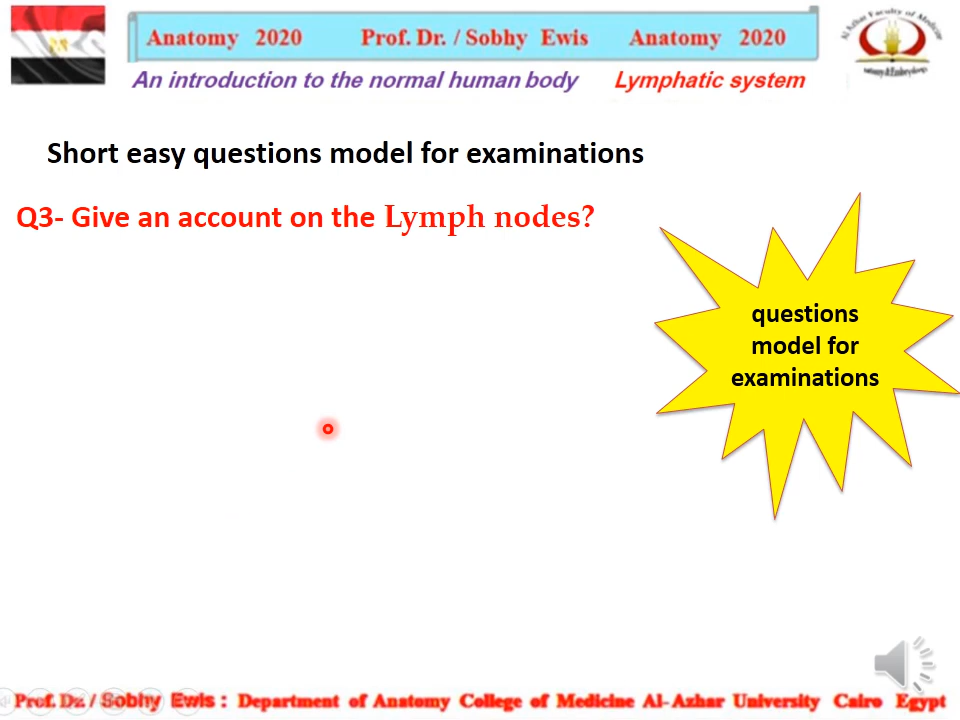 Anatomy 2020 Prof. Dr. / Sobhy Ewis Anatomy 2020
An introduction to the normal human body Lymphatic system
Short easy questions model for examinations
Q3- Give an account on the Lymph nodes?
questions
model for
examinations
Prof. Dr. / Sobhy Ewis : Department of Anatomy College of Medicine Al-Azhar University Cairo Egypt